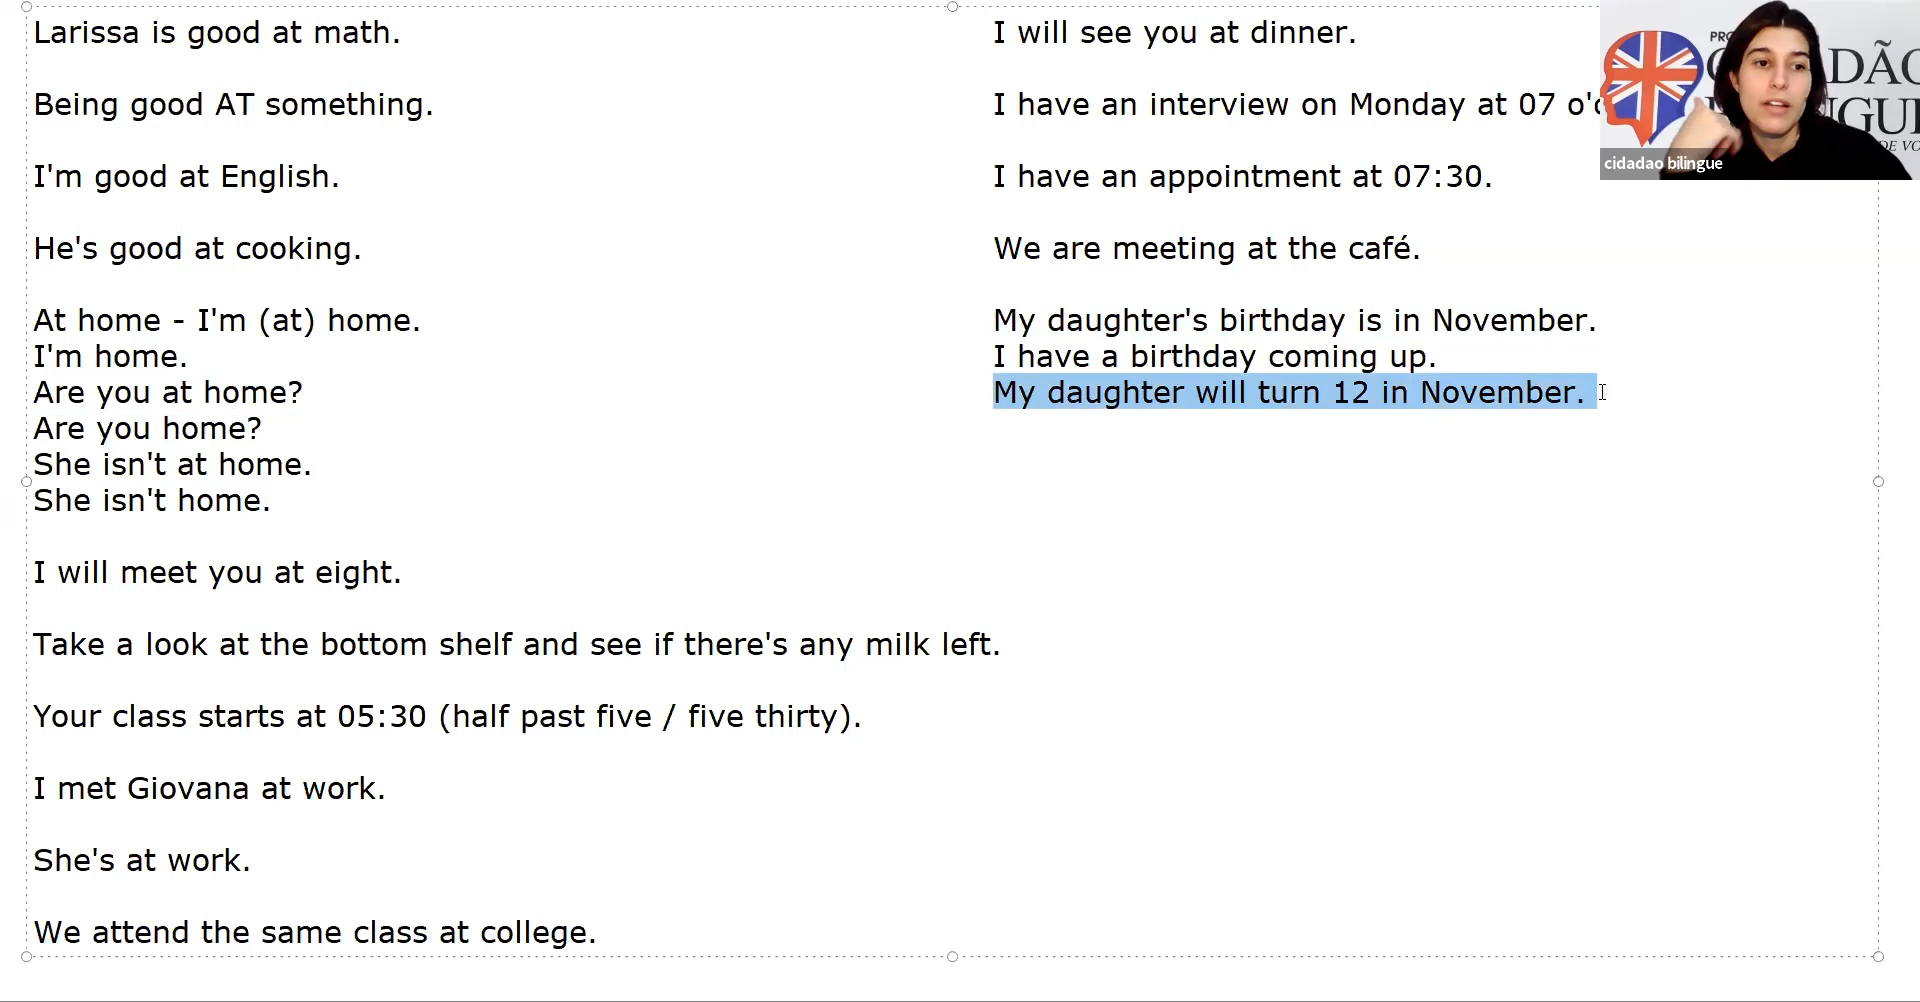 Larissa is good at math.
Being good AT something.
I'm good at English.
He's good at cooking.
At home - I'm (at) home.
I'm home.
Are you at home?
Are you home?
She isn't at home.
She isn't home.
I will meet you at eight.
Take a look at the bottom shelf and see if there's any milk left.
Your class starts at 05:30 (half past five / five thirty).
I met Giovana at work.
She's at work.
We attend the same class at college.
I will see you at dinner.
I have an interview on Monday at 07
I have an appointment at 07:30.
We are meeting at the café.
My daughter's birthday is in November.
I have a birthday coming up.
My daughter will turn 12 in November.
cidadao bilingue